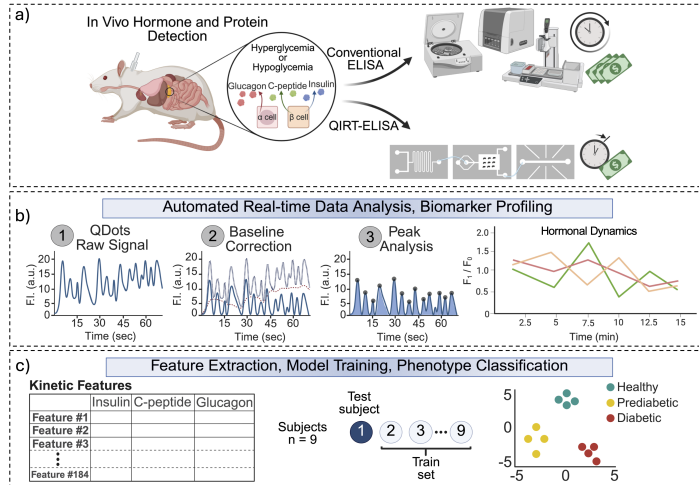 a)
In Vivo Hormone and Protein
Detection
Hyperglycemia
or
Hypoglycemia
Glucagon C-peptide Insulin
α cell
β cell
Conventional
ELISA
QIRT-ELISA
b)
Automated Real-time Data Analysis, Biomarker Profiling
1
QDots
Raw Signal
F.I. (a.u.)
20
15
10
5
0
15 30 45 60
Time (sec)
2
Baseline
Correction
F.I. (a.u.)
20
15
10
5
0
15 30 45 60
Time (sec)
3
Peak
Analysis
F.I. (a.u.)
20
15
10
5
0
15 30 45 60
Time (sec)
Hormonal Dynamics
F1 / F0
2.0
1.5
1.0
0.5
0.0
2.5 5 7.5 10 12.5 15
Time (min)
c)
Feature Extraction, Model Training, Phenotype Classification
Kinetic Features
Insulin C-peptide Glucagon
Feature #1
Feature #2
Feature #3
Feature #184
Subjects
n = 9
Test
subject
1 2 3 ••• 9
Train
set
5
0
-5
-5 0 5
Healthy
Prediabetic
Diabetic